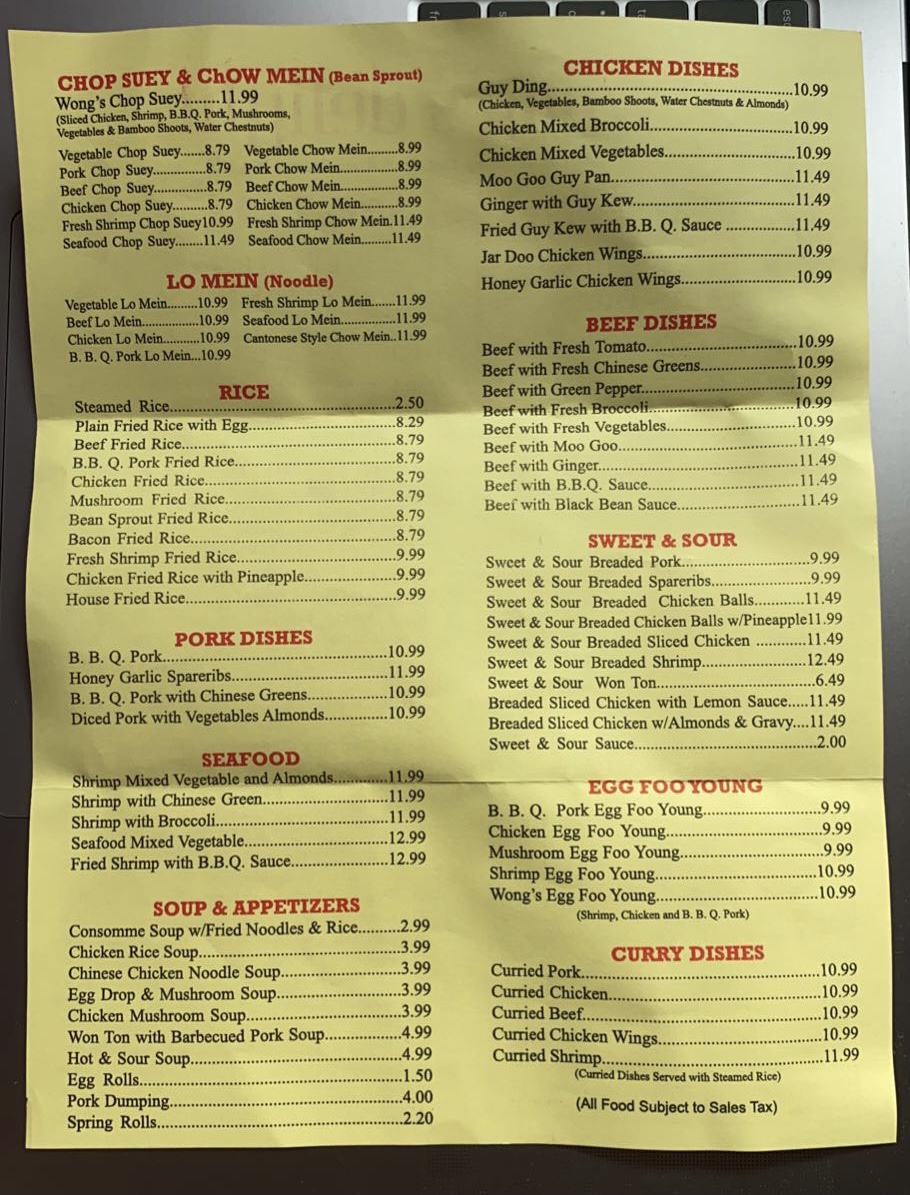 CHOP SUEY & ChOW MEIN (Bean Sprout)
Wong's Chop Suey.........11.99
(Sliced Chicken, Shrimp, B.B.Q. Pork, Mushrooms,
Vegetables & Bamboo Shoots, Water Chestnuts)
Vegetable Chop Suey.......8.79 Vegetable Chow Mein.........8.99
Pork Chop Suey...............8.79 Pork Chow Mein.................8.99
Beef Chop Suey..............8.79 Beef Chow Mein.................8.99
Chicken Chop Suey.........8.79 Chicken Chow Mein............8.99
Fresh Shrimp Chop Suey10.99 Fresh Shrimp Chow Mein.11.49
Seafood Chop Suey........11.49 Seafood Chow Mein.........11.49
LO MEIN (Noodle)
Vegetable Lo Mein.........10.99 Fresh Shrimp Lo Mein.......11.99
Beef Lo Mein.................10.99 Seafood Lo Mein...............11.99
Chicken Lo Mein...........10.99 Cantonese Style Chow Mein..11.99
B. B. Q. Pork Lo Mein...10.99
RICE
Steamed Rice..................................................2.50
Plain Fried Rice with Egg................................8.29
Beef Fried Rice...............................................8.79
B.B. Q. Pork Fried Rice...................................8.79
Chicken Fried Rice..........................................8.79
Mushroom Fried Rice.....................................8.79
Bean Sprout Fried Rice....................................8.79
Bacon Fried Rice.............................................8.79
Fresh Shrimp Fried Rice..................................9.99
Chicken Fried Rice with Pineapple....................9.99
House Fried Rice..............................................9.99
PORK DISHES
B. B. Q. Pork.................................................10.99
Honey Garlic Spareribs..................................11.99
B. B. Q. Pork with Chinese Greens.................10.99
Diced Pork with Vegetables Almonds..............10.99
SEAFOOD
Shrimp Mixed Vegetable and Almonds............11.99
Shrimp with Chinese Green............................11.99
Shrimp with Broccoli......................................11.99
Seafood Mixed Vegetable................................12.99
Fried Shrimp with B.B.Q. Sauce......................12.99
SOUP & APPETIZERS
Consomme Soup w/Fried Noodles & Rice.........2.99
Chicken Rice Soup...........................................3.99
Chinese Chicken Noodle Soup..........................3.99
Egg Drop & Mushroom Soup...........................3.99
Chicken Mushroom Soup.................................3.99
Won Ton with Barbecued Pork Soup................4.99
Hot & Sour Soup.............................................4.99
Egg Rolls.........................................................1.50
Pork Dumping.................................................4.00
Spring Rolls.....................................................2.20
CHICKEN DISHES
Guy Ding......................................................10.99
(Chicken, Vegetables, Bamboo Shoots, Water Chestnuts & Almonds)
Chicken Mixed Broccoli................................10.99
Chicken Mixed Vegetables.............................10.99
Moo Goo Guy Pan.........................................11.49
Ginger with Guy Kew....................................11.49
Fried Guy Kew with B.B. Q. Sauce ...............11.49
Jar Doo Chicken Wings..................................10.99
Honey Garlic Chicken Wings.........................10.99
BEEF DISHES
Beef with Fresh Tomato.................................10.99
Beef with Fresh Chinese Greens.....................10.99
Beef with Green Pepper..................................10.99
Beef with Fresh Broccoli................................10.99
Beef with Fresh Vegetables............................10.99
Beef with Moo Goo.......................................11.49
Beef with Ginger...........................................11.49
Beef with B.B.Q. Sauce.................................11.49
Beef with Black Bean Sauce..........................11.49
SWEET & SOUR
Sweet & Sour Breaded Pork............................9.99
Sweet & Sour Breaded Spareribs......................9.99
Sweet & Sour Breaded Chicken Balls............11.49
Sweet & Sour Breaded Chicken Balls w/Pineapple11.99
Sweet & Sour Breaded Sliced Chicken ...........11.49
Sweet & Sour Breaded Shrimp.......................12.49
Sweet & Sour Won Ton...................................6.49
Breaded Sliced Chicken with Lemon Sauce.....11.49
Breaded Sliced Chicken w/Almonds & Gravy....11.49
Sweet & Sour Sauce........................................2.00
EGG FOO YOUNG
B. B. Q. Pork Egg Foo Young..........................9.99
Chicken Egg Foo Young..................................9.99
Mushroom Egg Foo Young...............................9.99
Shrimp Egg Foo Young...................................10.99
Wong's Egg Foo Young...................................10.99
(Shrimp, Chicken and B. B. Q. Pork)
CURRY DISHES
Curried Pork....................................................10.99
Curried Chicken..............................................10.99
Curried Beef...................................................10.99
Curried Chicken Wings...................................10.99
Curried Shrimp...............................................11.99
(Curried Dishes Served with Steamed Rice)
(All Food Subject to Sales Tax)
esc